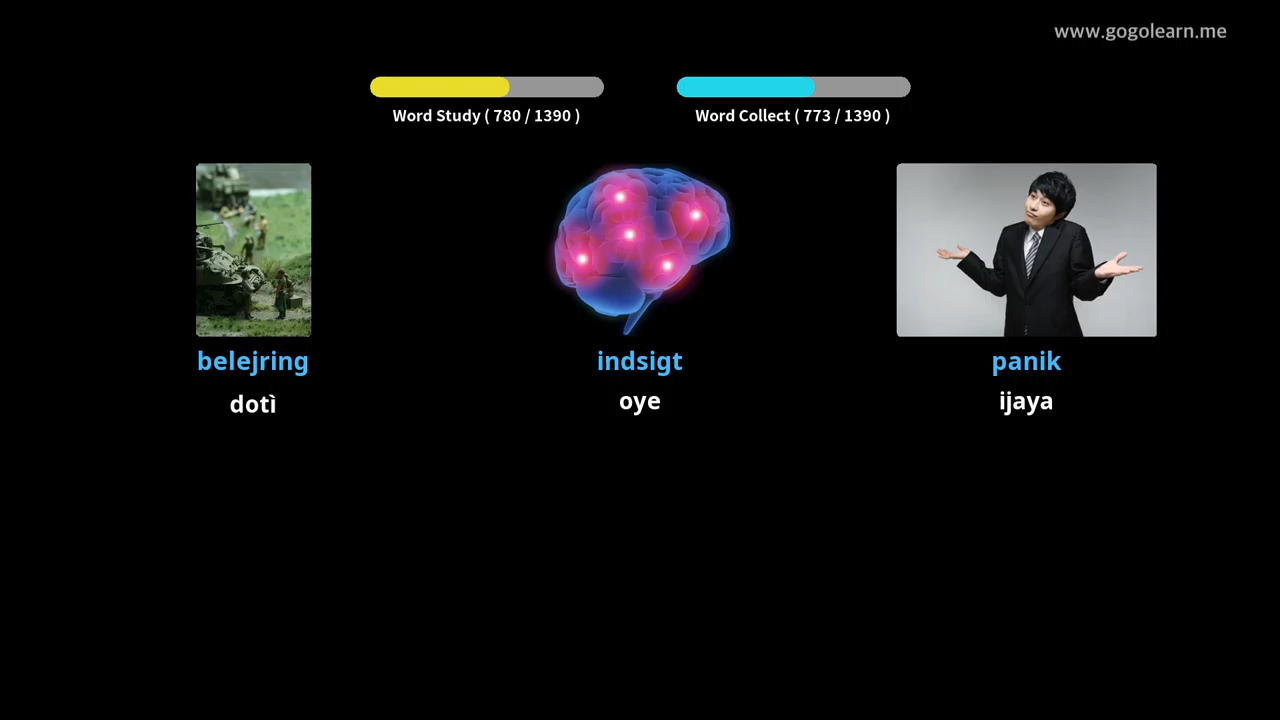 www.gogolearn.me
Word Study ( 780 / 1390 )
Word Collect ( 773 / 1390 )
belejring
indsigt
panik
dotì
oye
ijaya